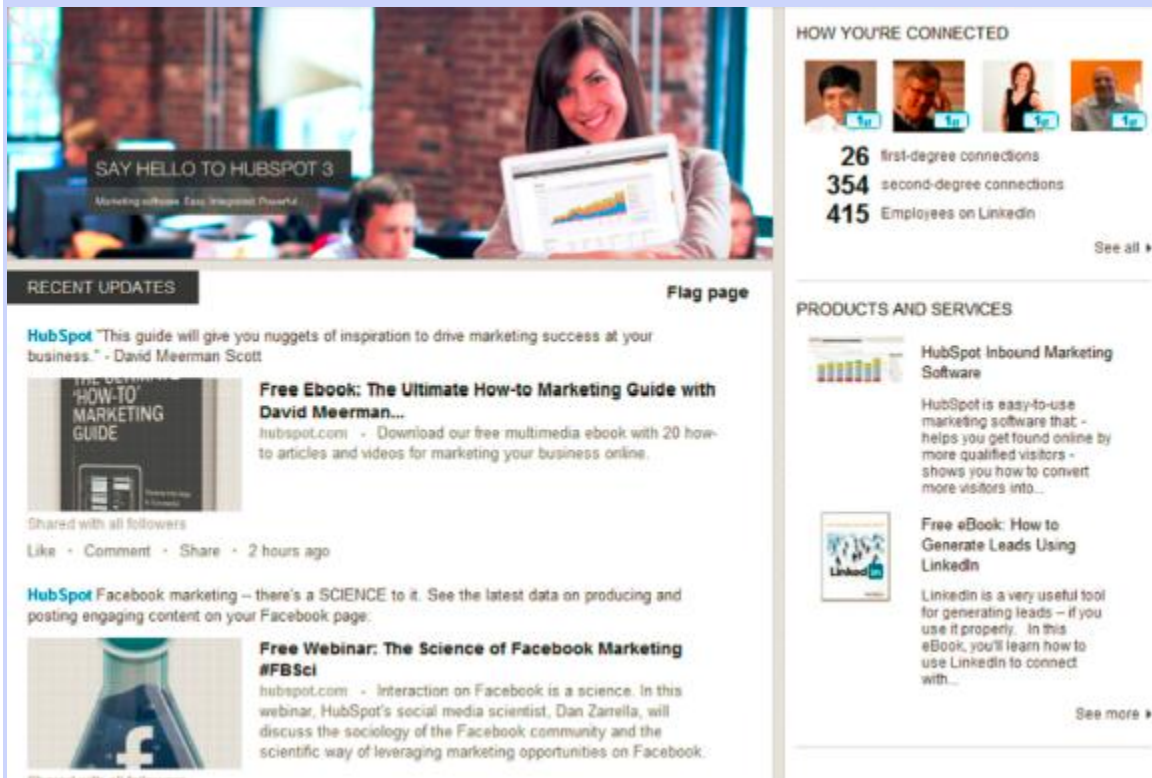 SAY HELLO TO HUBSPOT 3
Marketing software. Easy. Integrated. Powerful.
RECENT UPDATES
Flag page
HubSpot "This guide will give you nuggets of inspiration to drive marketing success at your
business." - David Meerman Scott
THE ULTIMATE
'HOW-TO'
MARKETING
GUIDE
Free Ebook: The Ultimate How-to Marketing Guide with
David Meerman...
hubspot.com - Download our free multimedia ebook with 20 how-
to articles and videos for marketing your business online.
Shared with all followers
Like · Comment · Share · 2 hours ago
HubSpot Facebook marketing – there's a SCIENCE to it. See the latest data on producing and
posting engaging content on your Facebook page:
Free Webinar: The Science of Facebook Marketing
#FBSci
hubspot.com - Interaction on Facebook is a science. In this
webinar, HubSpot's social media scientist, Dan Zarrella, will
discuss the sociology of the Facebook community and the
scientific way of leveraging marketing opportunities on Facebook.
f
HOW YOU'RE CONNECTED
1st
1st
1st
1st
26 first-degree connections
354 second-degree connections
415 Employees on LinkedIn
See all
PRODUCTS AND SERVICES
HubSpot Inbound Marketing
Software
HubSpot is easy-to-use
marketing software that: -
helps you get found online by
more qualified visitors -
shows you how to convert
more visitors into...
Linked in
Free eBook: How to
Generate Leads Using
LinkedIn
LinkedIn is a very useful tool
for generating leads – if you
use it properly. In this
eBook, you'll learn how to
use LinkedIn to connect
with...
See more